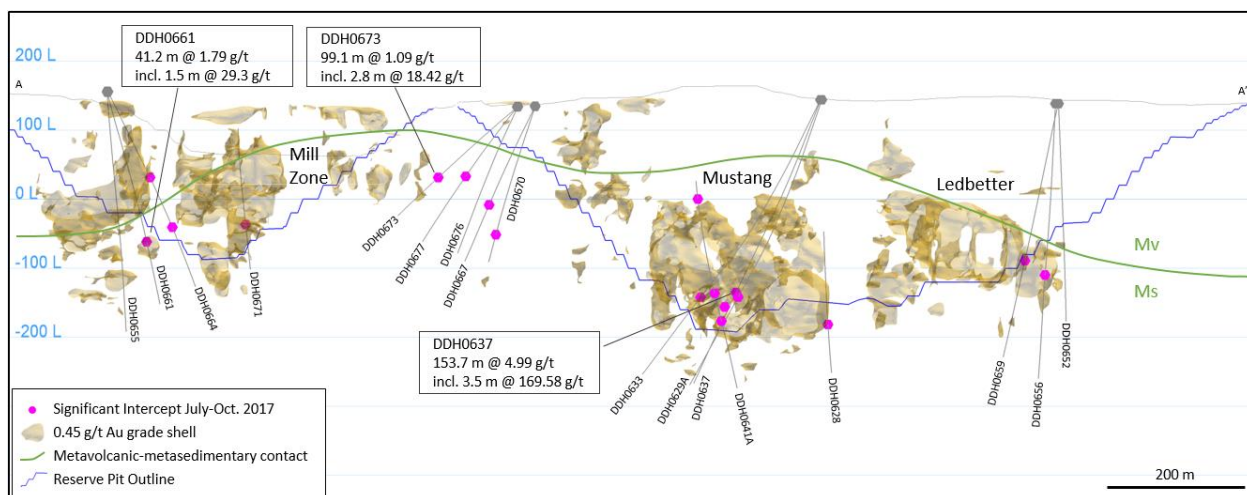 DDH0661
41.2 m @ 1.79 g/t
incl. 1.5 m @ 29.3 g/t
DDH0673
99.1 m @ 1.09 g/t
incl. 2.8 m @ 18.42 g/t
200 L
A
A'
100 L
Mill
Zone
0 L
Mustang
Ledbetter
DDH0673
DDH0677
DDH0676
DDH0667
DDH0670
Mv
-100 L
Ms
DDH0655
DDH0661
DDH0664
DDH0671
-200 L
DDH0637
153.7 m @ 4.99 g/t
incl. 3.5 m @ 169.58 g/t
DDH0633
DDH0629A
DDH0637
DDH0641A
DDH0628
DDH0659
DDH0656
DDH0652
Significant Intercept July-Oct. 2017
0.45 g/t Au grade shell
Metavolcanic-metasedimentary contact
Reserve Pit Outline
200 m